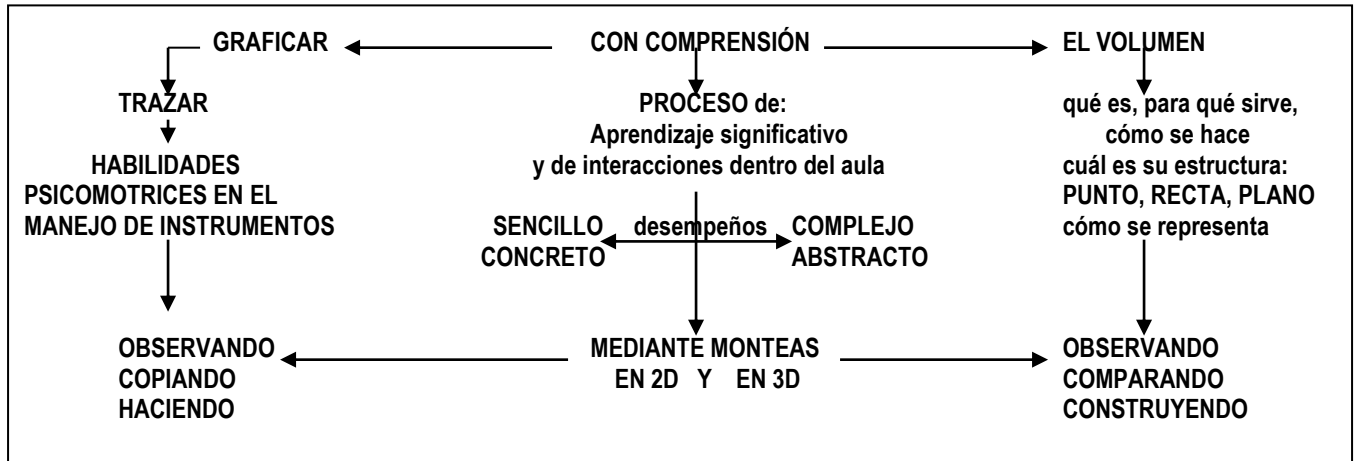 GRAFICAR
CON COMPRENSIÓN
EL VOLUMEN
TRAZAR
HABILIDADES
PSICOMOTRICES EN EL
MANEJO DE INSTRUMENTOS
PROCESO de:
Aprendizaje significativo
y de interacciones dentro del aula
qué es, para qué sirve,
cómo se hace
cuál es su estructura:
PUNTO, RECTA, PLANO
cómo se representa
SENCILLO
CONCRETO
desempeños
COMPLEJO
ABSTRACTO
OBSERVANDO
COPIANDO
HACIENDO
MEDIANTE MONTEAS
EN 2D Y EN 3D
OBSERVANDO
COMPARANDO
CONSTRUYENDO